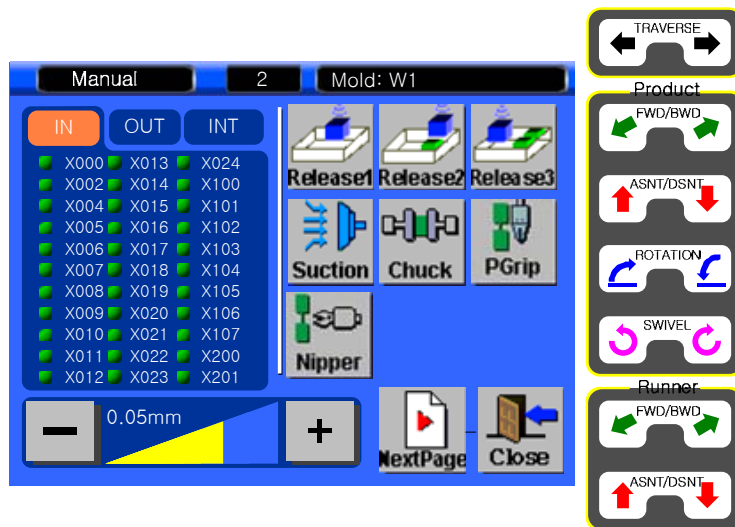 TRAVERSE
Manual 2 Mold: W1
Product
FWD/BWD
IN OUT INT
X000 X013 X024
X002 X014 X100
X004 X015 X101
X005 X016 X102
X006 X017 X103
X007 X018 X104
X008 X019 X105
X009 X020 X106
X010 X021 X107
X011 X022 X200
X012 X023 X201
Release1 Release2 Release3
ASNT/DSNT
Suction Chuck PGrip
ROTATION
SWIVEL
Nipper
Runner
0.05mm
FWD/BWD
NextPage Close
ASNT/DSNT